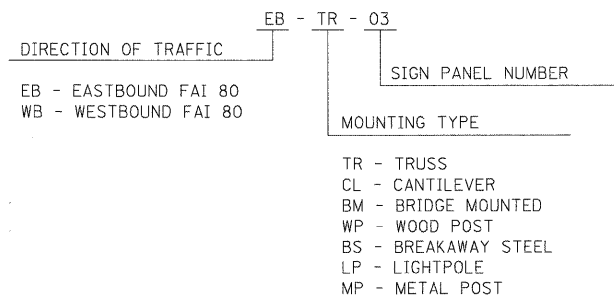 EB - TR - 03
DIRECTION OF TRAFFIC
EB - EASTBOUND FAI 80
WB - WESTBOUND FAI 80
SIGN PANEL NUMBER
MOUNTING TYPE
TR - TRUSS
CL - CANTILEVER
BM - BRIDGE MOUNTED
WP - WOOD POST
BS - BREAKAWAY STEEL
LP - LIGHTPOLE
MP - METAL POST